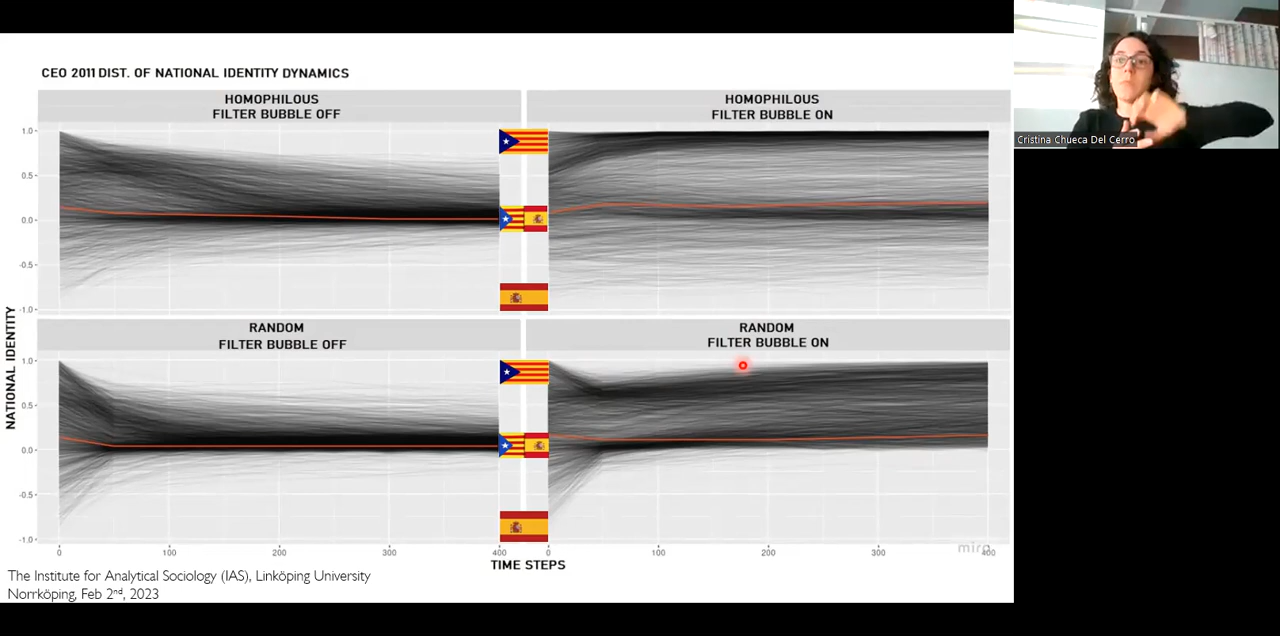 CEO 2011 DIST. OF NATIONAL IDENTITY DYNAMICS
HOMOPHILOUS
FILTER BUBBLE OFF
HOMOPHILOUS
FILTER BUBBLE ON
1.0
0.5
0.0
-0.5
-1.0
RANDOM
FILTER BUBBLE OFF
RANDOM
FILTER BUBBLE ON
1.0
0.5
0.0
-0.5
-1.0
NATIONAL IDENTITY
0
100
200
300
400
0
100
200
300
400
TIME STEPS
miro
The Institute for Analytical Sociology (IAS), Linköping University
Norrköping, Feb 2nd, 2023
Cristina Chueca Del Cerro